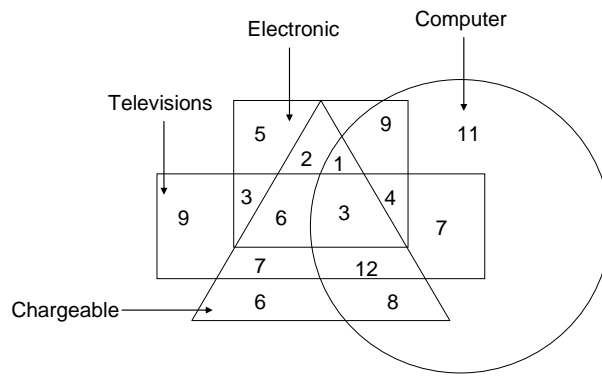 Computer
Electronic
Televisions
5 9 11
2 1
3 6 3 4
9 7
7 12
6 8
Chargeable